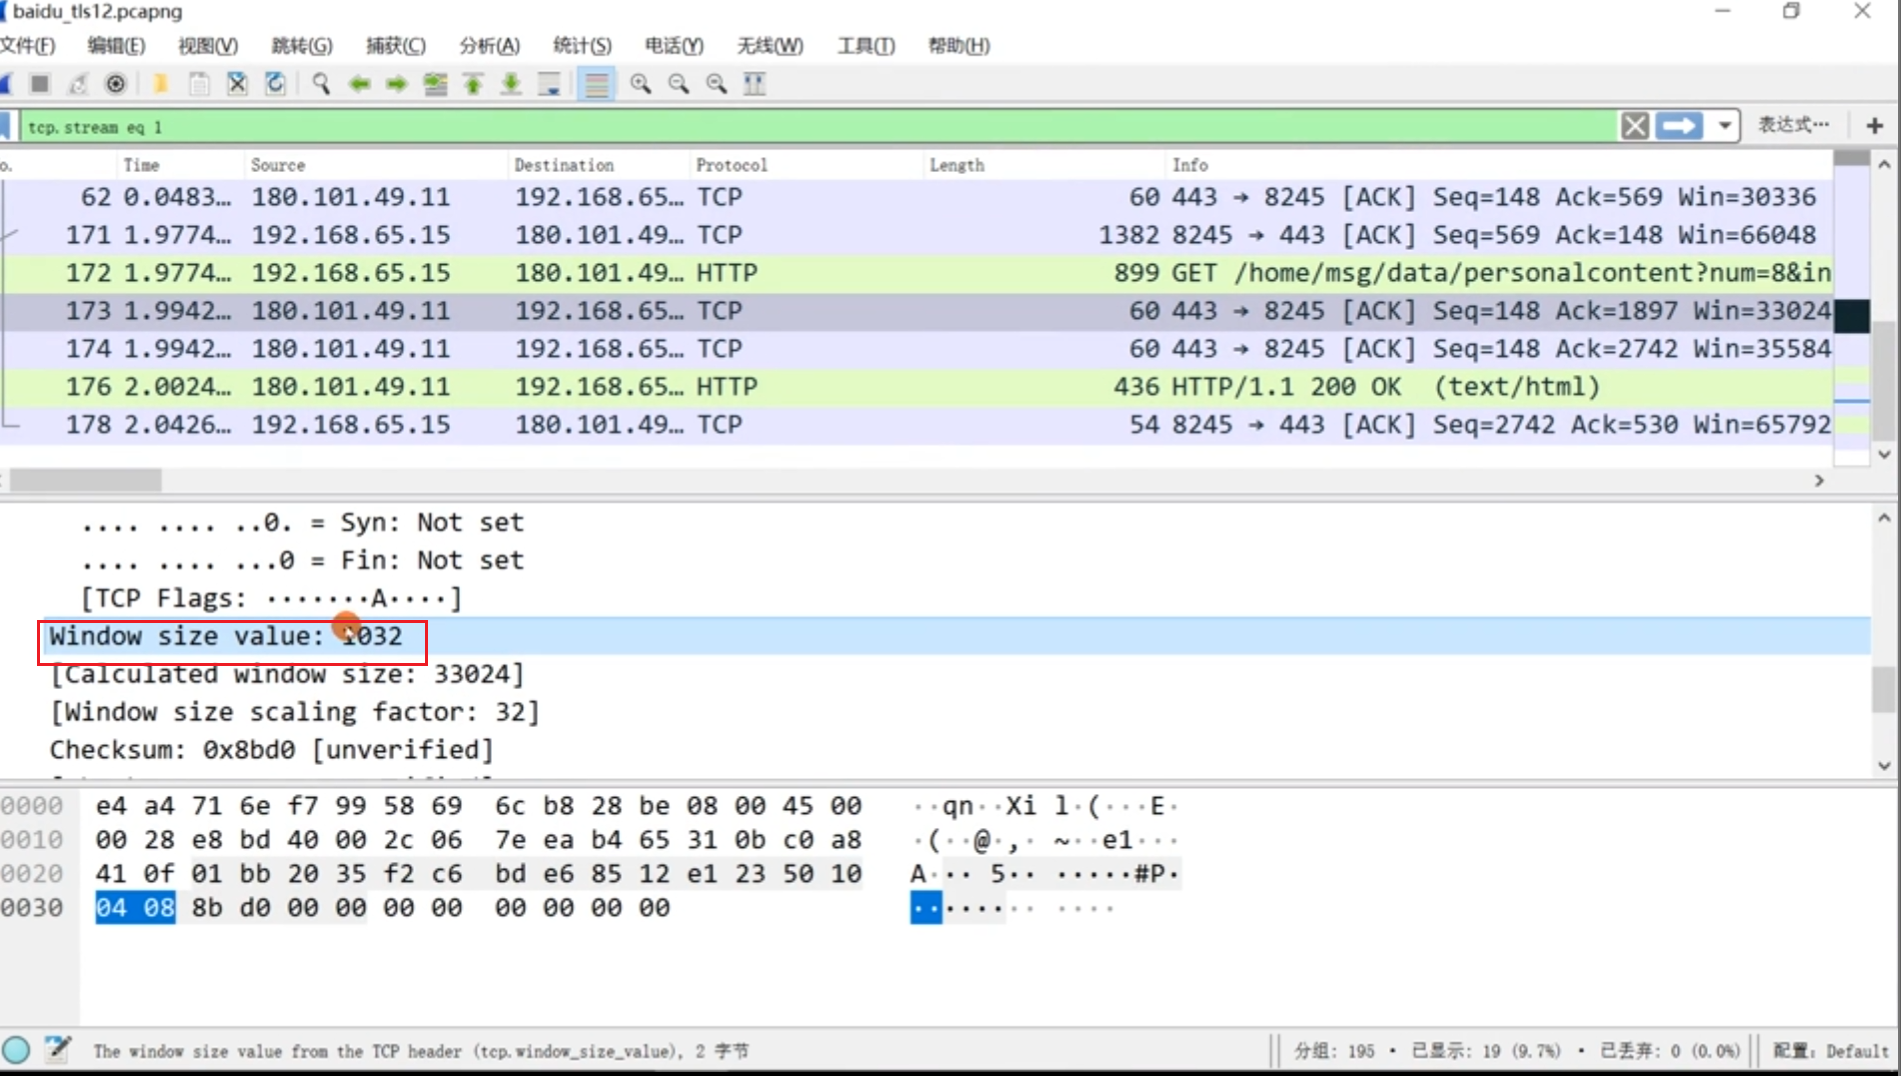 baidu_tls12.pcapng
文件(F) 编辑(E) 视图(V) 跳转(G) 捕获(C) 分析(A) 统计(S) 电话(Y) 无线(W) 工具(T) 帮助(H)
tcp.stream eq 1 表达式… +
o. Time Source Destination Protocol Length Info
62 0.0483… 180.101.49.11 192.168.65… TCP 60 443 → 8245 [ACK] Seq=148 Ack=569 Win=30336
171 1.9774… 192.168.65.15 180.101.49… TCP 1382 8245 → 443 [ACK] Seq=569 Ack=148 Win=66048
172 1.9774… 192.168.65.15 180.101.49… HTTP 899 GET /home/msg/data/personalcontent?num=8&in
173 1.9942… 180.101.49.11 192.168.65… TCP 60 443 → 8245 [ACK] Seq=148 Ack=1897 Win=33024
174 1.9942… 180.101.49.11 192.168.65… TCP 60 443 → 8245 [ACK] Seq=148 Ack=2742 Win=35584
176 2.0024… 180.101.49.11 192.168.65… HTTP 436 HTTP/1.1 200 OK (text/html)
178 2.0426… 192.168.65.15 180.101.49… TCP 54 8245 → 443 [ACK] Seq=2742 Ack=530 Win=65792
.... .... ..0. = Syn: Not set
.... .... ...0 = Fin: Not set
[TCP Flags: ·······A····]
Window size value: 1032
[Calculated window size: 33024]
[Window size scaling factor: 32]
Checksum: 0x8bd0 [unverified]
0000 e4 a4 71 6e f7 99 58 69 6c b8 28 be 08 00 45 00 ··qn··Xi l·(···E·
0010 00 28 e8 bd 40 00 2c 06 7e ea b4 65 31 0b c0 a8 ·(··@·,· ~··e1···
0020 41 0f 01 bb 20 35 f2 c6 bd e6 85 12 e1 23 50 10 A··· 5·· ·····#P·
0030 04 08 8b d0 00 00 00 00 00 00 00 00 ········ ····
The window size value from the TCP header (tcp.window_size_value), 2 字节 分组: 195 · 已显示: 19 (9.7%) · 已丢弃: 0 (0.0%) 配置: Default